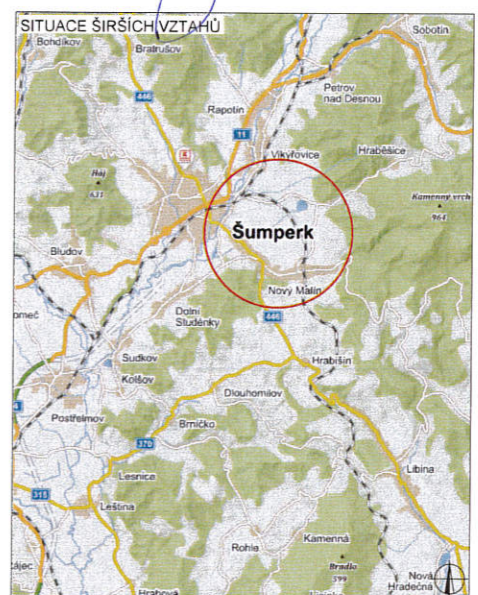 SITUACE ŠIRŠÍCH VZTAHŮ
Bohdíkov
Bratrušov
Sobotín
446
Petrov
nad Desnou
Rapotín
11
Vikýřovice
Hraběšice
Háj
631
Kamenný vrch
964
Šumperk
Bludov
Nový Malín
Dolní
Studénky
446
Sudkov
Kolšov
Hrabišín
Dlouhomilov
Postřelmov
Brníčko
370
Libina
Lesnice
315
Leština
Rohle
Kamenná
Bradlo
599
Nová
Hradečná
Hrabová